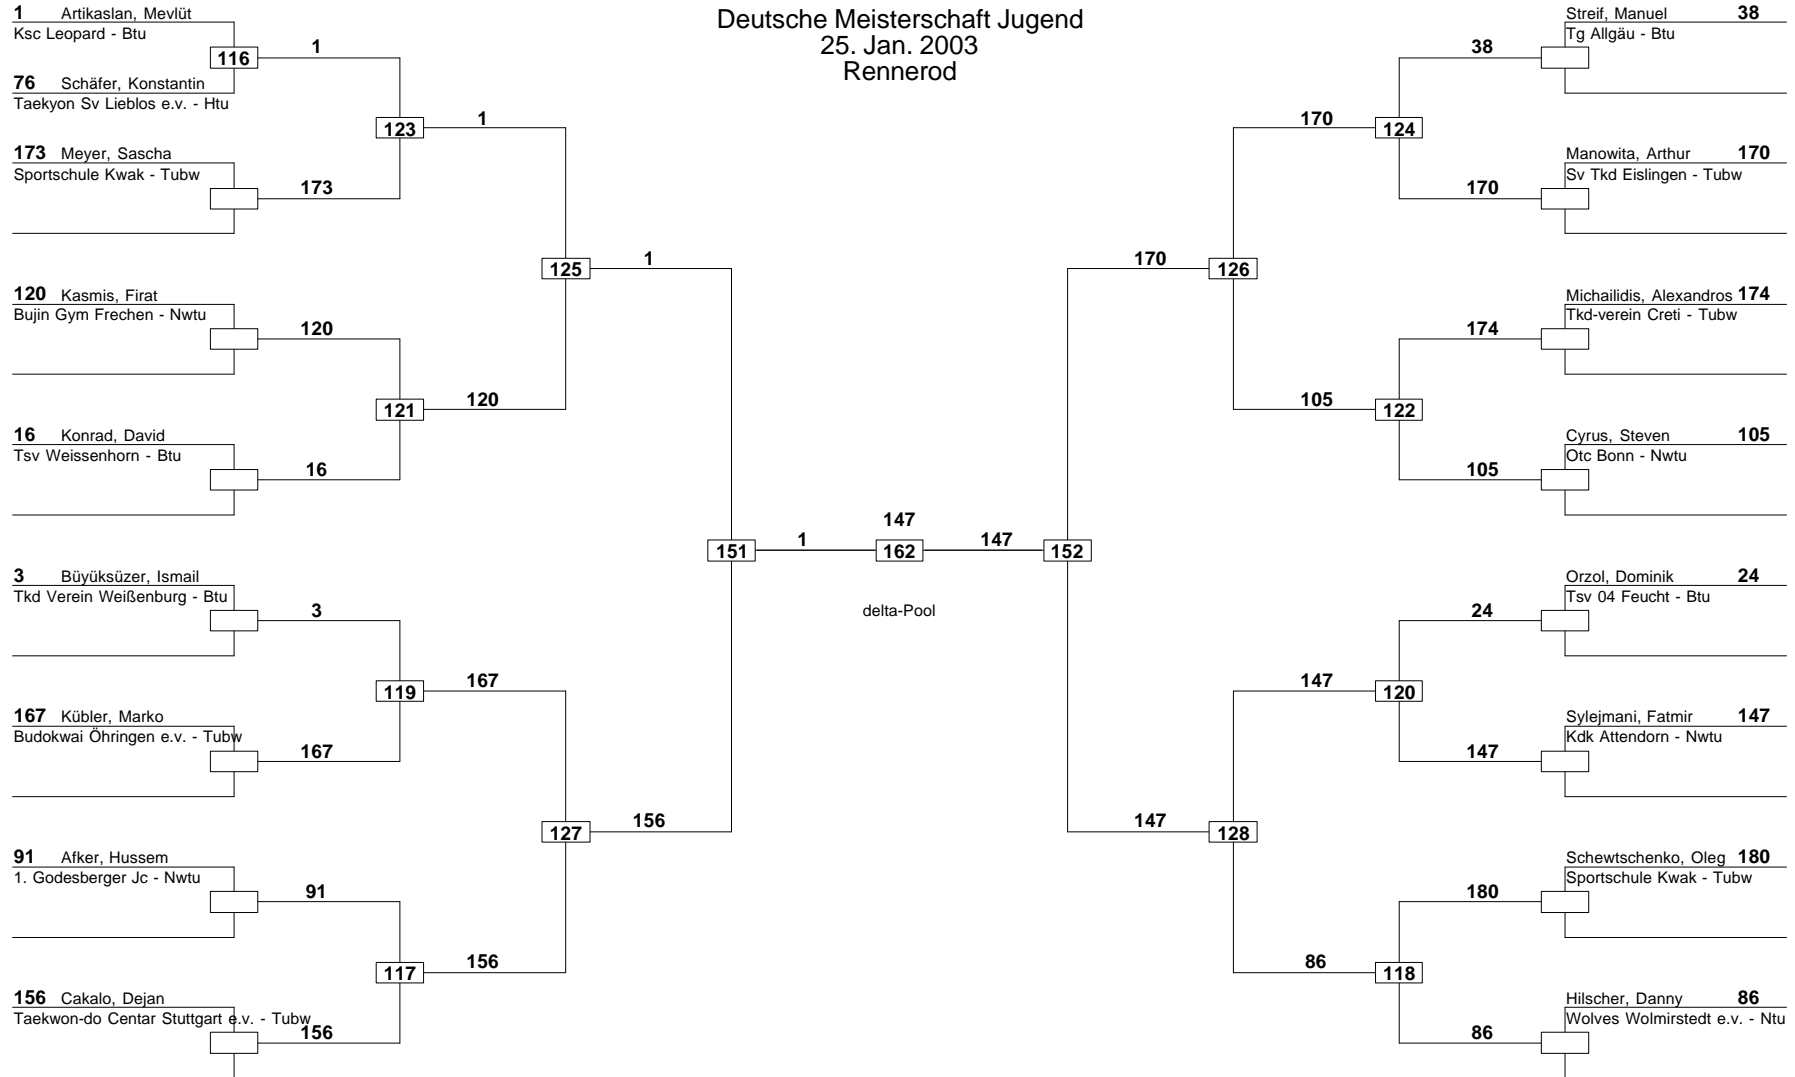 Deutsche Meisterschaft Jugend
25. Jan. 2003
Rennerod
1 Artikaslan, Mevlüt
Ksc Leopard - Btu
116
1
76 Schäfer, Konstantin
Taekyon Sv Lieblos e.v. - Htu
123
1
173 Meyer, Sascha
Sportschule Kwak - Tubw
173
125
1
120 Kasmis, Firat
Bujin Gym Frechen - Nwtu
120
121
120
16 Konrad, David
Tsv Weissenhorn - Btu
16
151
1
147
162
147
152
delta-Pool
3 Büyüksüzer, Ismail
Tkd Verein Weißenburg - Btu
3
119
167
167 Kübler, Marko
Budokwai Öhringen e.v. - Tubw
167
127
156
91 Afker, Hussem
1. Godesberger Jc - Nwtu
91
117
156
156 Cakalo, Dejan
Taekwon-do Centar Stuttgart e.v. - Tubw
156
Streif, Manuel 38
Tg Allgäu - Btu
38
170
124
Manowita, Arthur 170
Sv Tkd Eislingen - Tubw
170
170
126
Michailidis, Alexandros 174
Tkd-verein Creti - Tubw
174
105
122
Cyrus, Steven 105
Otc Bonn - Nwtu
105
Orzol, Dominik 24
Tsv 04 Feucht - Btu
24
147
120
Sylejmani, Fatmir 147
Kdk Attendorn - Nwtu
147
147
128
Schewtschenko, Oleg 180
Sportschule Kwak - Tubw
180
86
118
Hilscher, Danny 86
Wolves Wolmirstedt e.v. - Ntu
86